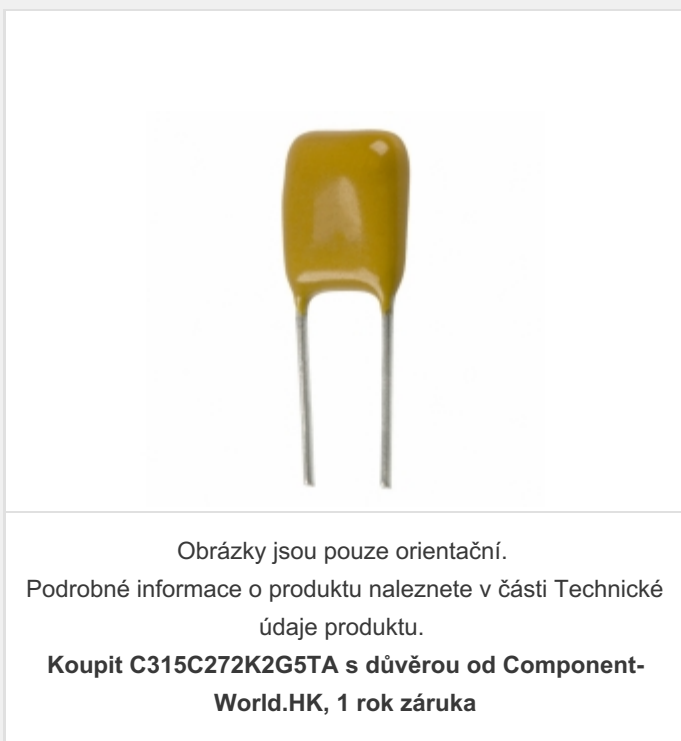 Obrázky jsou pouze orientační.
Podrobné informace o produktu naleznete v části Technické
údaje produktu.
Koupit C315C272K2G5TA s důvěrou od Component-
World.HK, 1 rok záruka